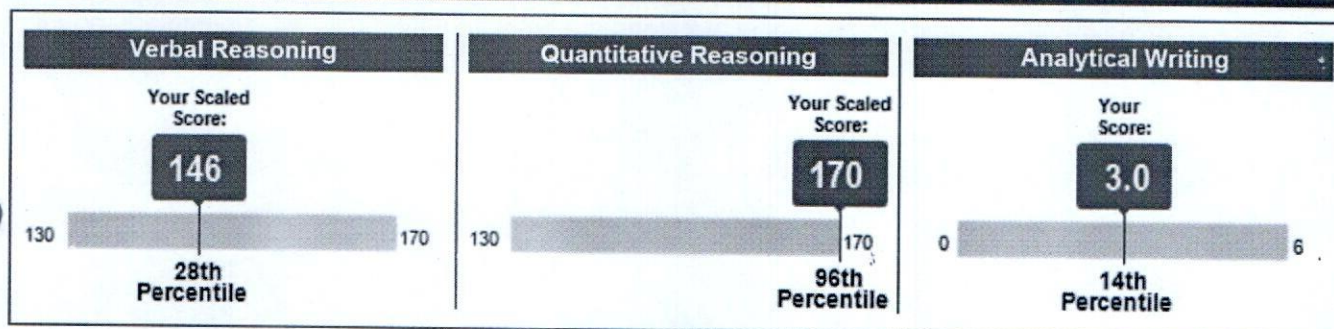 Verbal Reasoning
Your Scaled
Score:
146
130
170
28th
Percentile
Quantitative Reasoning
Your Scaled
Score:
170
130
170
96th
Percentile
Analytical Writing
Your
Score:
3.0
0
6
14th
Percentile